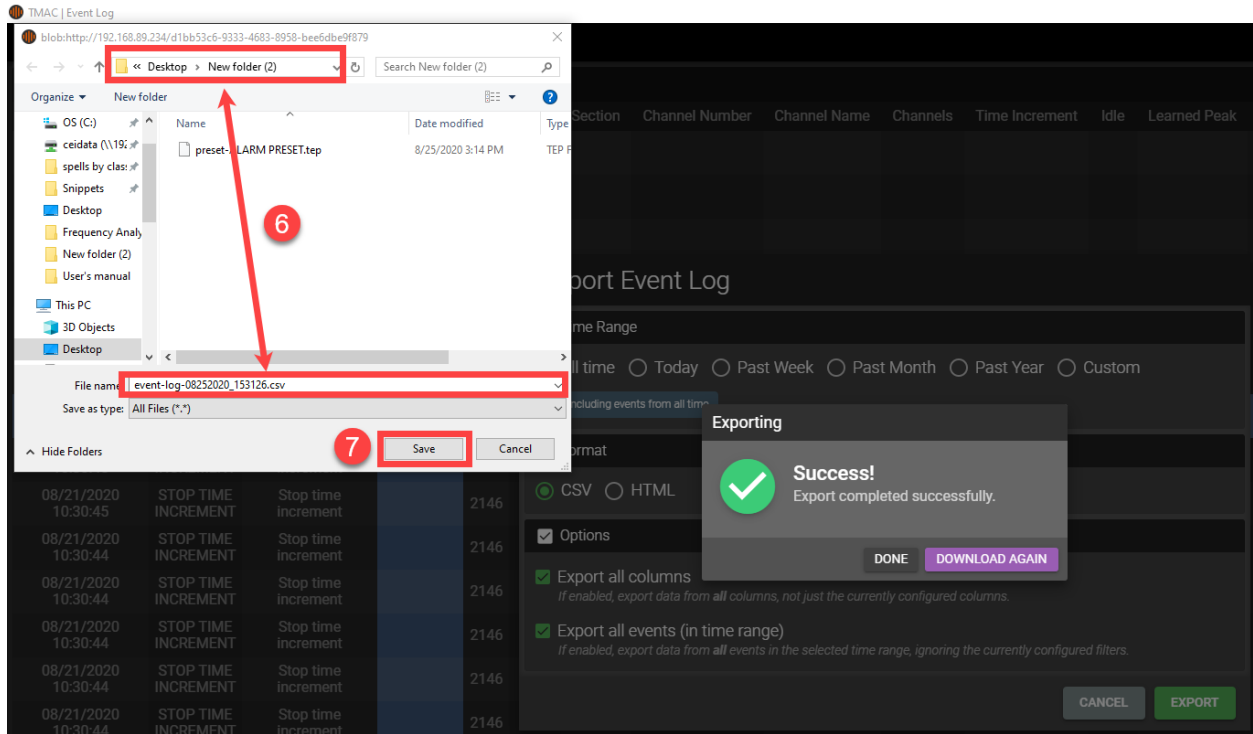 TMAC | Event Log
blob:http://192.168.89.234/d1bb53c6-9333-4683-8958-bee6dbe9f879
« Desktop › New folder (2)
Search New folder (2)
Organize
New folder
OS (C:)
ceidata (\\192
spells by clas
Snippets
Desktop
Frequency Analy
New folder (2)
User's manual
This PC
3D Objects
Desktop
Name
Date modified
Type
preset-ALARM PRESET.tep
8/25/2020 3:14 PM
TEP F
6
File name: event-log-08252020_153126.csv
Save as type: All Files (*.*)
7
Save
Cancel
Hide Folders
Section Channel Number Channel Name Channels Time Increment Idle Learned Peak
port Event Log
me Range
ll time Today Past Week Past Month Past Year Custom
ncluding events from all time
ormat
CSV HTML
Options
Export all columns
If enabled, export data from all columns, not just the currently configured columns.
Export all events (in time range)
If enabled, export data from all events in the selected time range, ignoring the currently configured filters.
CANCEL
EXPORT
Exporting
Success!
Export completed successfully.
DONE
DOWNLOAD AGAIN
08/21/2020 STOP TIME Stop time
10:30:45 INCREMENT increment 2146
08/21/2020 STOP TIME Stop time
10:30:44 INCREMENT increment 2146
08/21/2020 STOP TIME Stop time
10:30:44 INCREMENT increment 2146
08/21/2020 STOP TIME Stop time
10:30:44 INCREMENT increment 2146
08/21/2020 STOP TIME Stop time
10:30:44 INCREMENT increment 2146
08/21/2020 STOP TIME Stop time
10:30:44 INCREMENT increment 2146